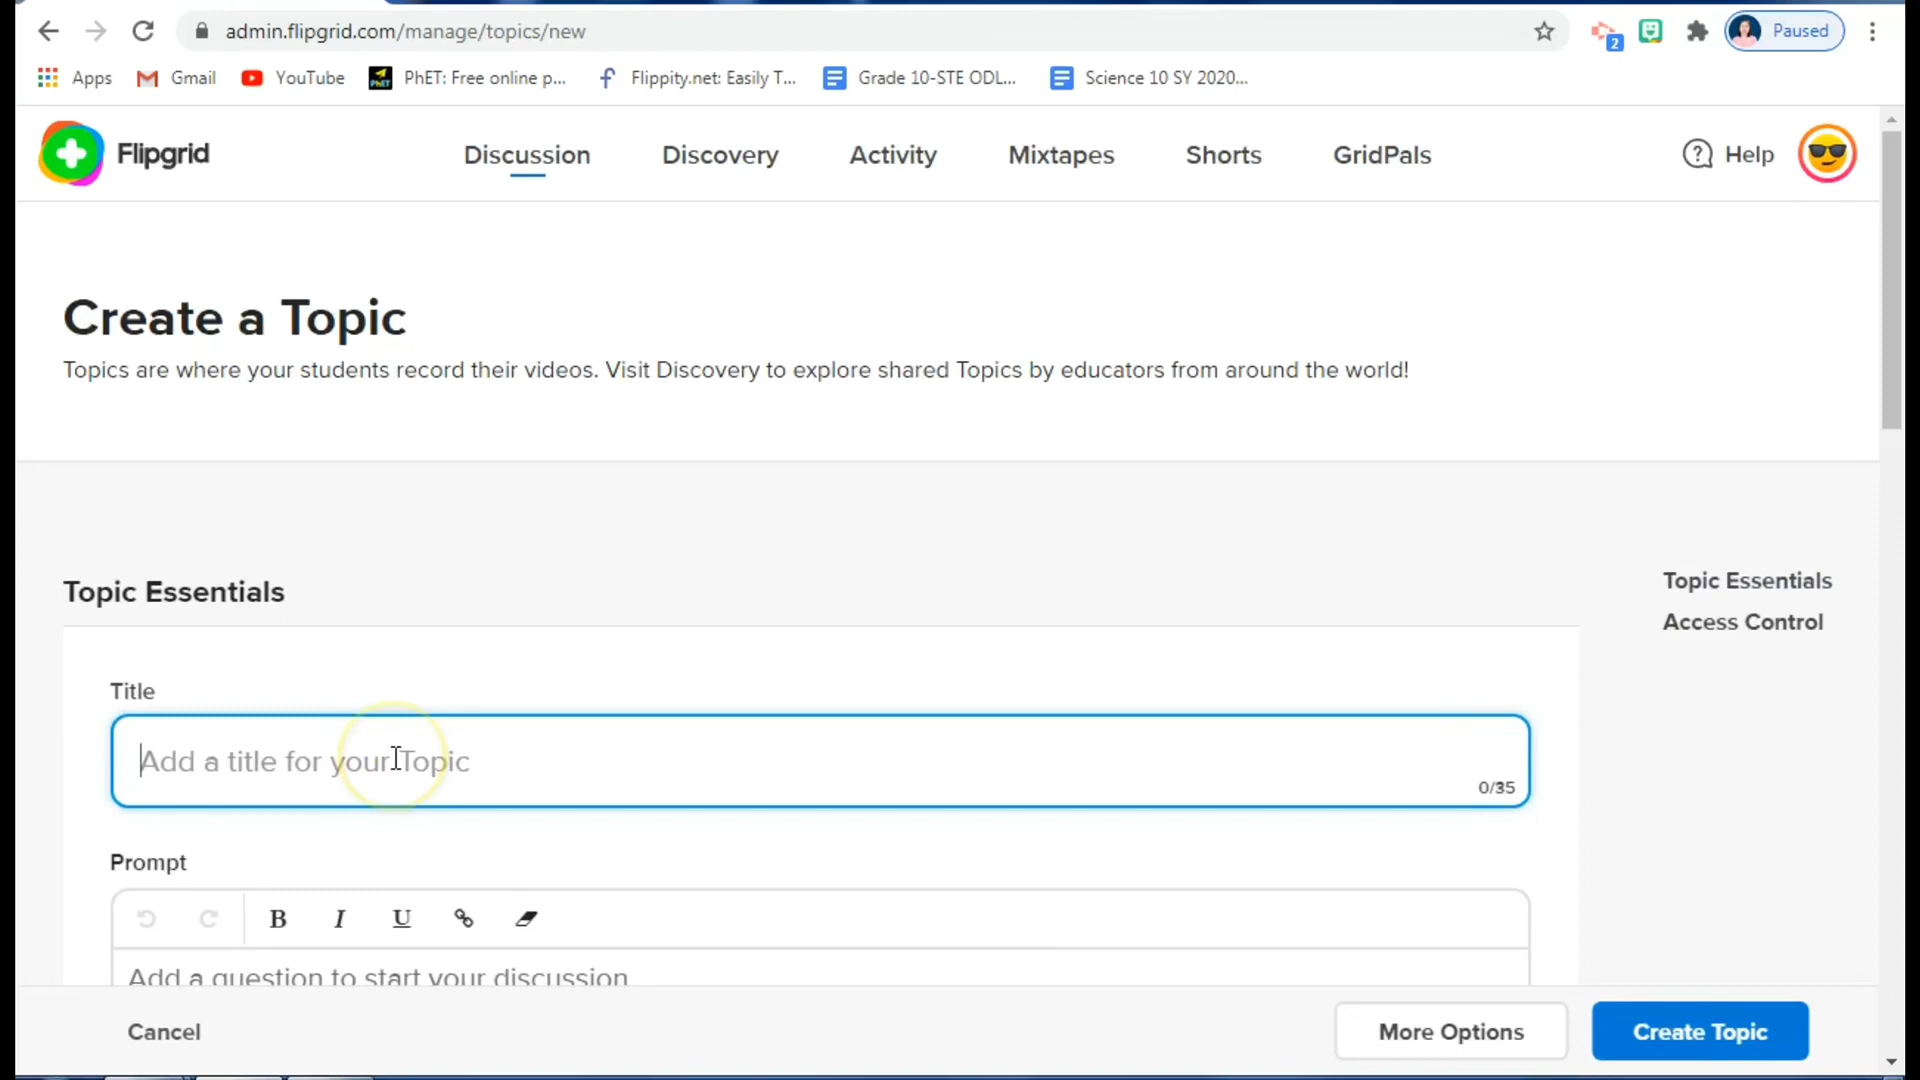 admin.flipgrid.com/manage/topics/new
2
Paused
Apps Gmail YouTube PhET: Free online p... Flippity.net: Easily T... Grade 10-STE ODL... Science 10 SY 2020...
Flipgrid Discussion Discovery Activity Mixtapes Shorts GridPals Help
Create a Topic
Topics are where your students record their videos. Visit Discovery to explore shared Topics by educators from around the world!
Topic Essentials
Topic Essentials
Access Control
Title
Add a title for your Topic
0/35
Prompt
B I U
Add a question to start your discussion
Cancel More Options Create Topic